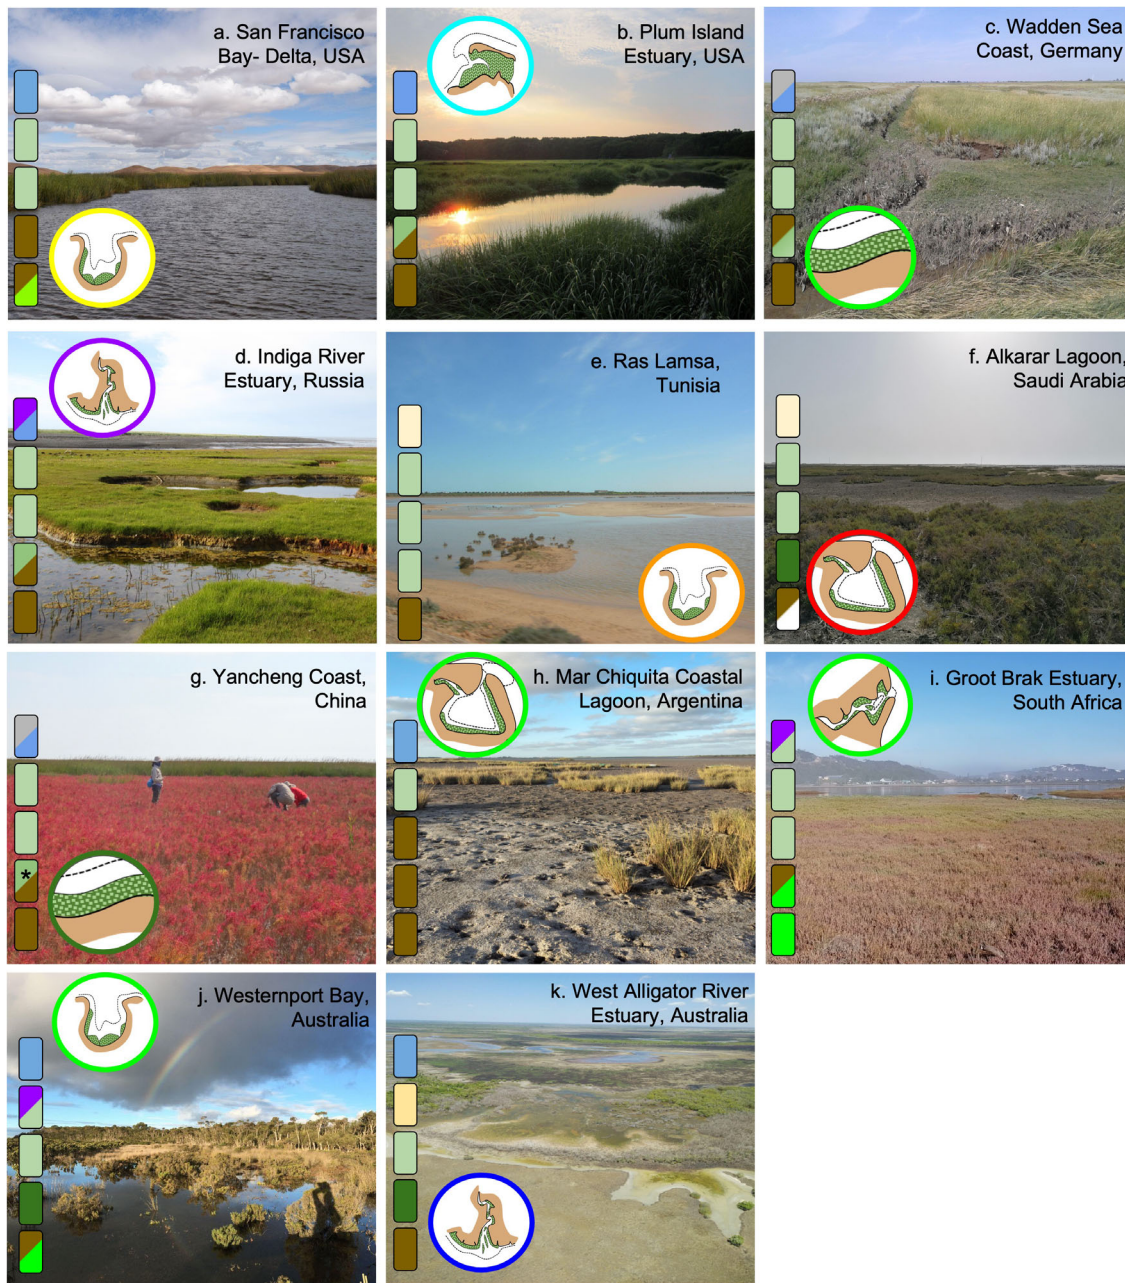 a. San Francisco
Bay- Delta, USA
b. Plum Island
Estuary, USA
c. Wadden Sea
Coast, Germany
d. Indiga River
Estuary, Russia
e. Ras Lamsa,
Tunisia
f. Alkarar Lagoon,
Saudi Arabia
g. Yancheng Coast,
China
*
h. Mar Chiquita Coastal
Lagoon, Argentina
i. Groot Brak Estuary,
South Africa
j. Westernport Bay,
Australia
k. West Alligator River
Estuary, Australia